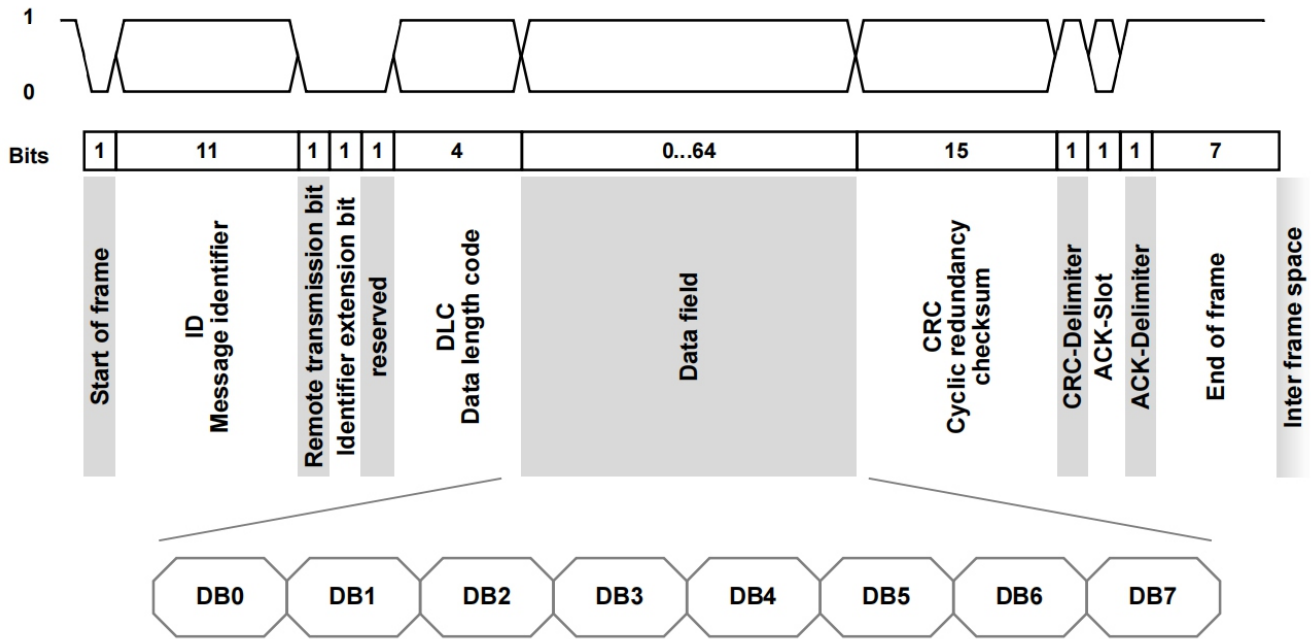 1
0
Bits
1
11
1
1
1
4
0...64
15
1
1
1
7
Start of frame
ID
Message identifier
Remote transmission bit
Identifier extension bit
reserved
DLC
Data length code
Data field
CRC
Cyclic redundancy
checksum
CRC-Delimiter
ACK-Slot
ACK-Delimiter
End of frame
Inter frame space
DB0
DB1
DB2
DB3
DB4
DB5
DB6
DB7